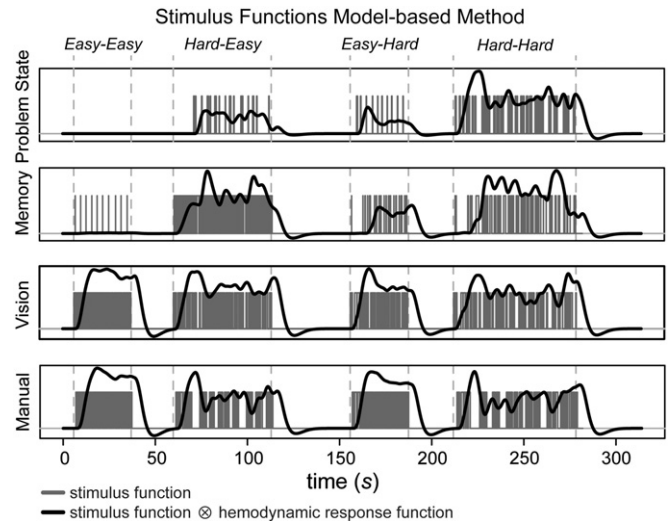 Stimulus Functions Model-based Method
Easy-Easy Hard-Easy Easy-Hard Hard-Hard
Problem State
Memory
Vision
Manual
0 50 100 150 200 250 300
time (s)
stimulus function
stimulus function ⊗ hemodynamic response function